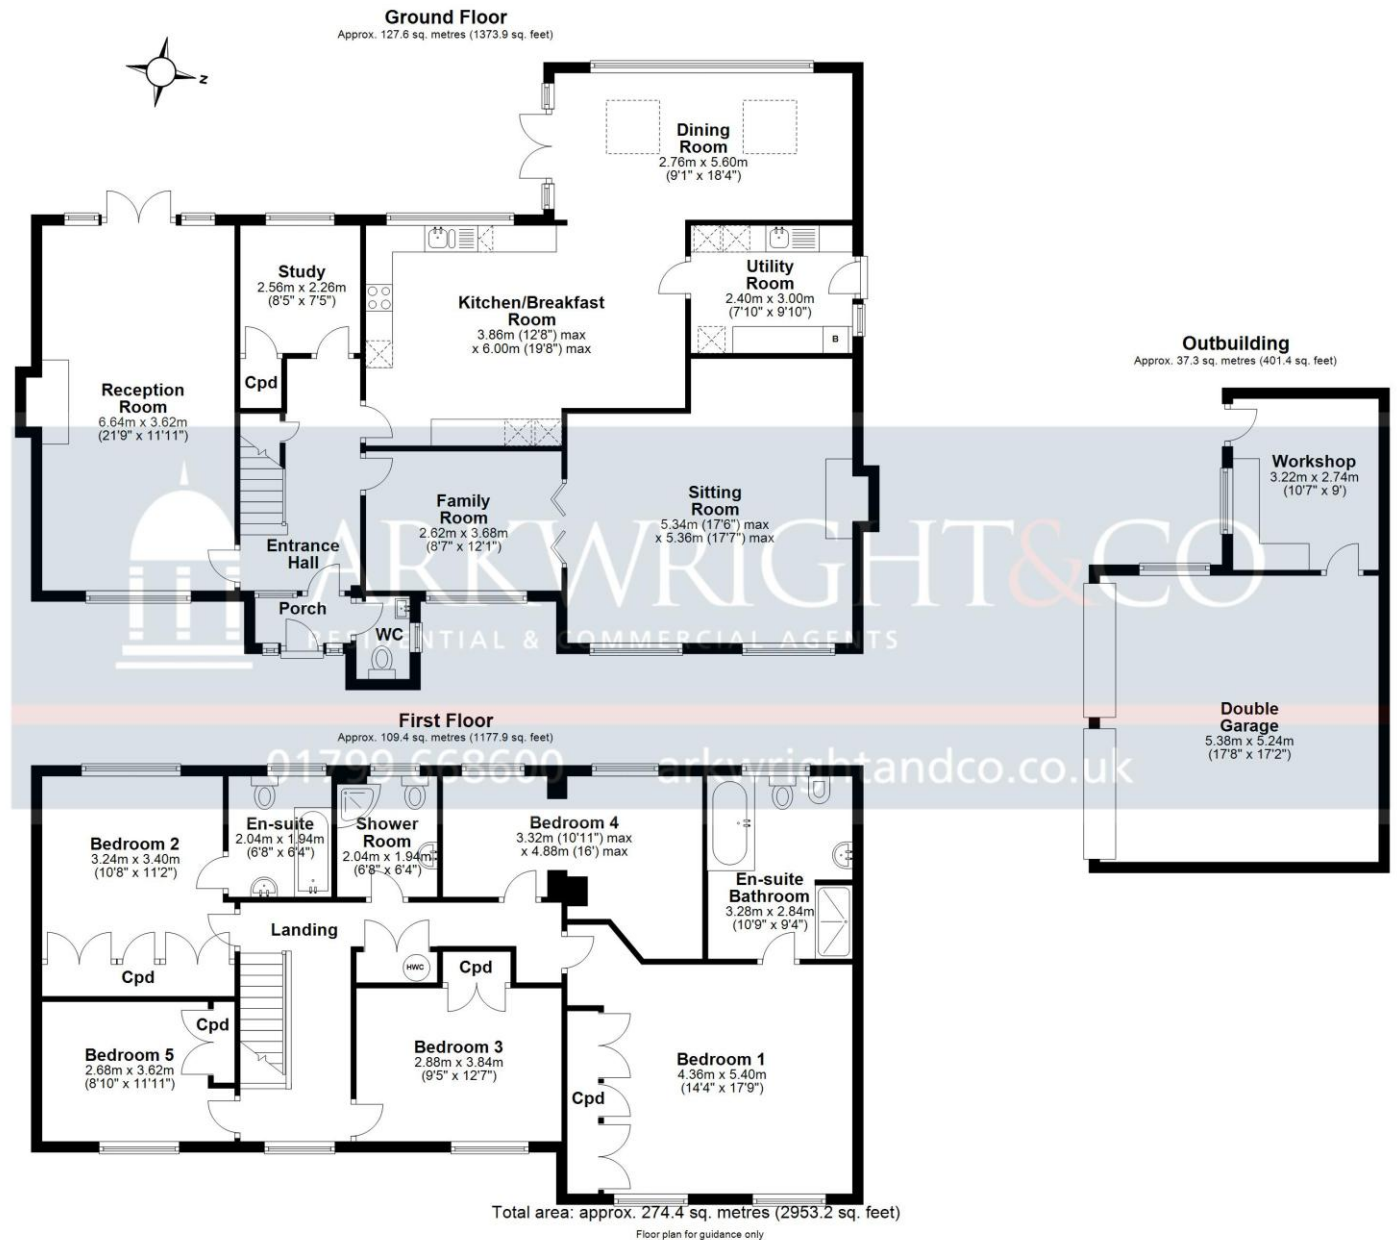 Ground Floor
Approx. 127.6 sq. metres (1373.9 sq. feet)
Z
Dining
Room
2.76m x 5.60m
(9'1" x 18'4")
Study
2.56m x 2.26m
(8'5" x 7'5")
Utility
Room
2.40m x 3.00m
(7'10" x 9'10")
B
Kitchen/Breakfast
Room
3.86m (12'8") max
x 6.00m (19'8") max
Cpd
Reception
Room
6.64m x 3.62m
(21'9" x 11'11")
Family
Room
2.62m x 3.68m
(8'7" x 12'1")
Sitting
Room
5.34m (17'6") max
x 5.36m (17'7") max
Entrance
Hall
Porch
WC
Outbuilding
Approx. 37.3 sq. metres (401.4 sq. feet)
Workshop
3.22m x 2.74m
(10'7" x 9')
Double
Garage
5.38m x 5.24m
(17'8" x 17'2")
ARKWRIGHT&CO
RESIDENTIAL & COMMERCIAL AGENTS
01799 668600
arkwrightandco.co.uk
First Floor
Approx. 109.4 sq. metres (1177.9 sq. feet)
Bedroom 2
3.24m x 3.40m
(10'8" x 11'2")
En-suite
2.04m x 1.94m
(6'8" x 6'4")
Shower
Room
2.04m x 1.94m
(6'8" x 6'4")
Bedroom 4
3.32m (10'11") max
x 4.88m (16') max
En-suite
Bathroom
3.28m x 2.84m
(10'9" x 9'4")
Landing
HWC
Cpd
Cpd
Cpd
Bedroom 5
2.68m x 3.62m
(8'10" x 11'11")
Bedroom 3
2.88m x 3.84m
(9'5" x 12'7")
Bedroom 1
4.36m x 5.40m
(14'4" x 17'9")
Cpd
Total area: approx. 274.4 sq. metres (2953.2 sq. feet)
Floor plan for guidance only